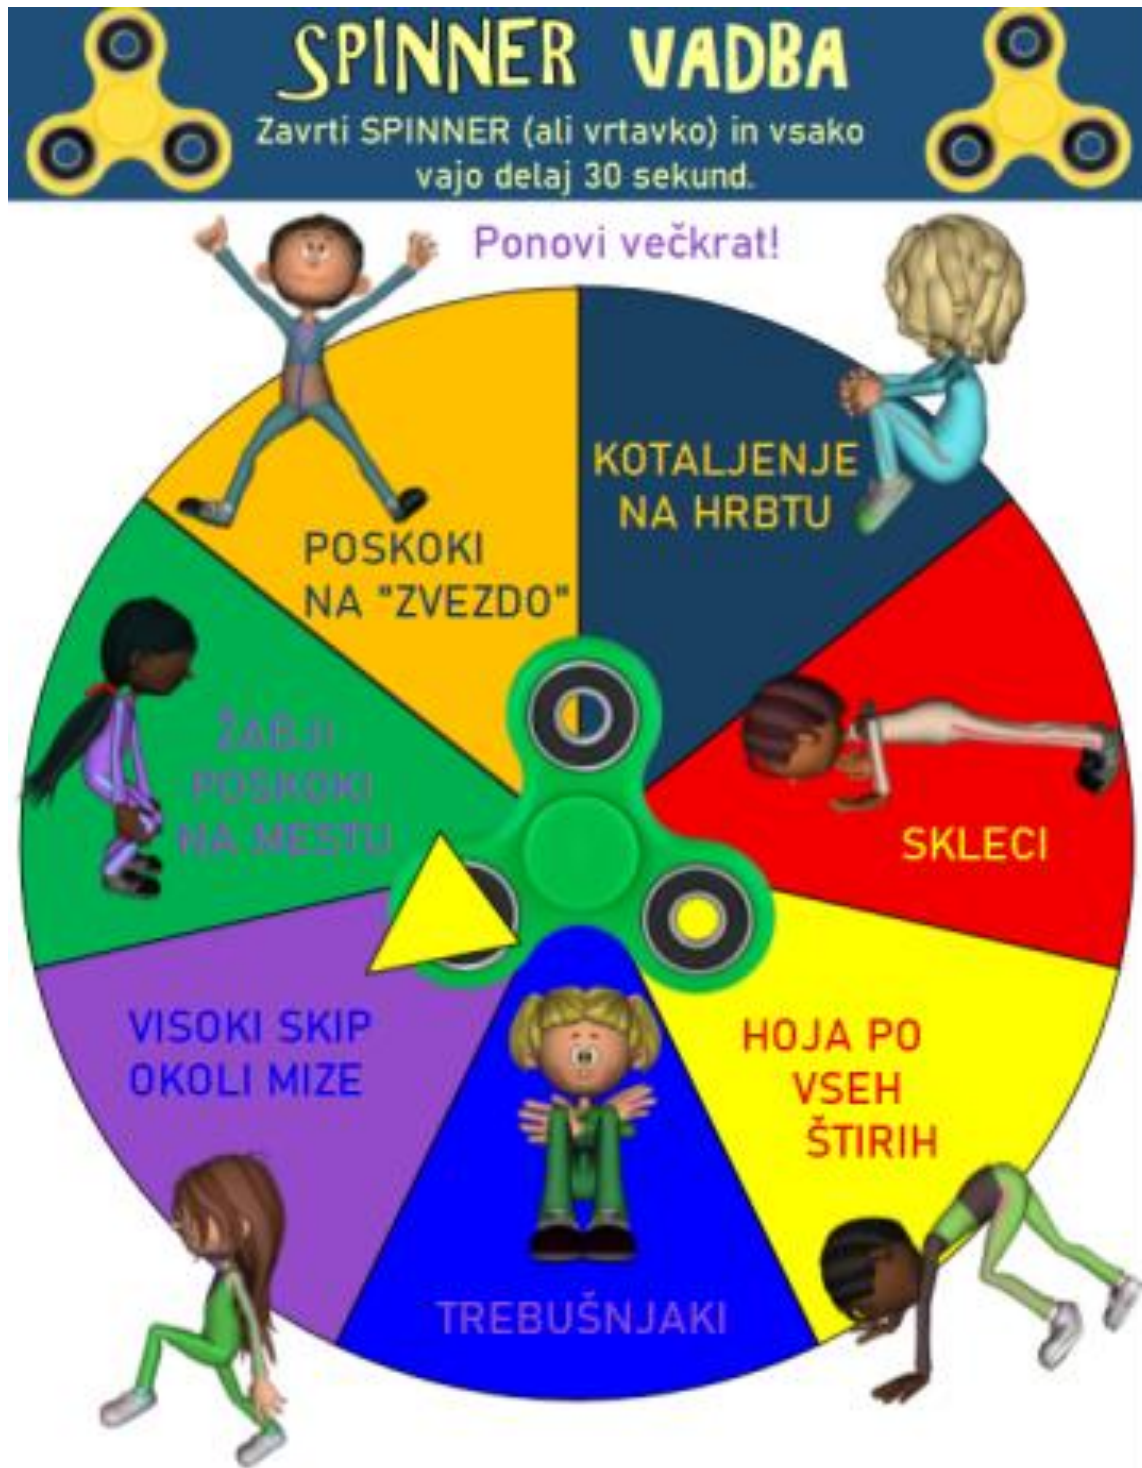 SPINNER VADBA
Zavrti SPINNER (ali vrtavko) in vsako
vajo delaj 30 sekund.
Ponovi večkrat!
KOTALJENJE
NA HRBTU
POSKOKI
NA "ZVEZDO"
ŽABJI
POSKOKI
NA MESTU
SKLECI
VISOKI SKIP
OKOLI MIZE
HOJA PO
VSEH
ŠTIRIH
TREBUŠNJAKI